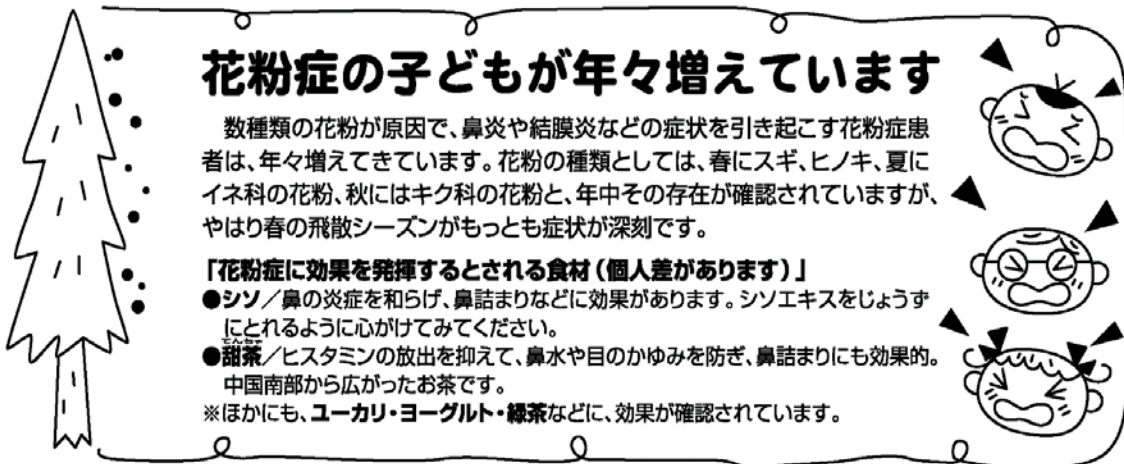 花粉症の子どもが年々増えています
数種類の花粉が原因で、鼻炎や結膜炎などの症状を引き起こす花粉症患
者は、年々増えてきています。花粉の種類としては、春にスギ、ヒノキ、夏に
イネ科の花粉、秋にはキク科の花粉と、年中その存在が確認されていますが、
やはり春の飛散シーズンがもっとも症状が深刻です。
「花粉症に効果を発揮するとされる食材（個人差があります）」
●シソ／鼻の炎症を和らげ、鼻詰まりなどに効果があります。シソエキスをじょうず
にとれるように心がけてみてください。
●甜茶／ヒスタミンの放出を抑えて、鼻水や目のかゆみを防ぎ、鼻詰まりにも効果的。
中国南部から広がったお茶です。
※ほかにも、ユーカリ・ヨーグルト・緑茶などに、効果が確認されています。